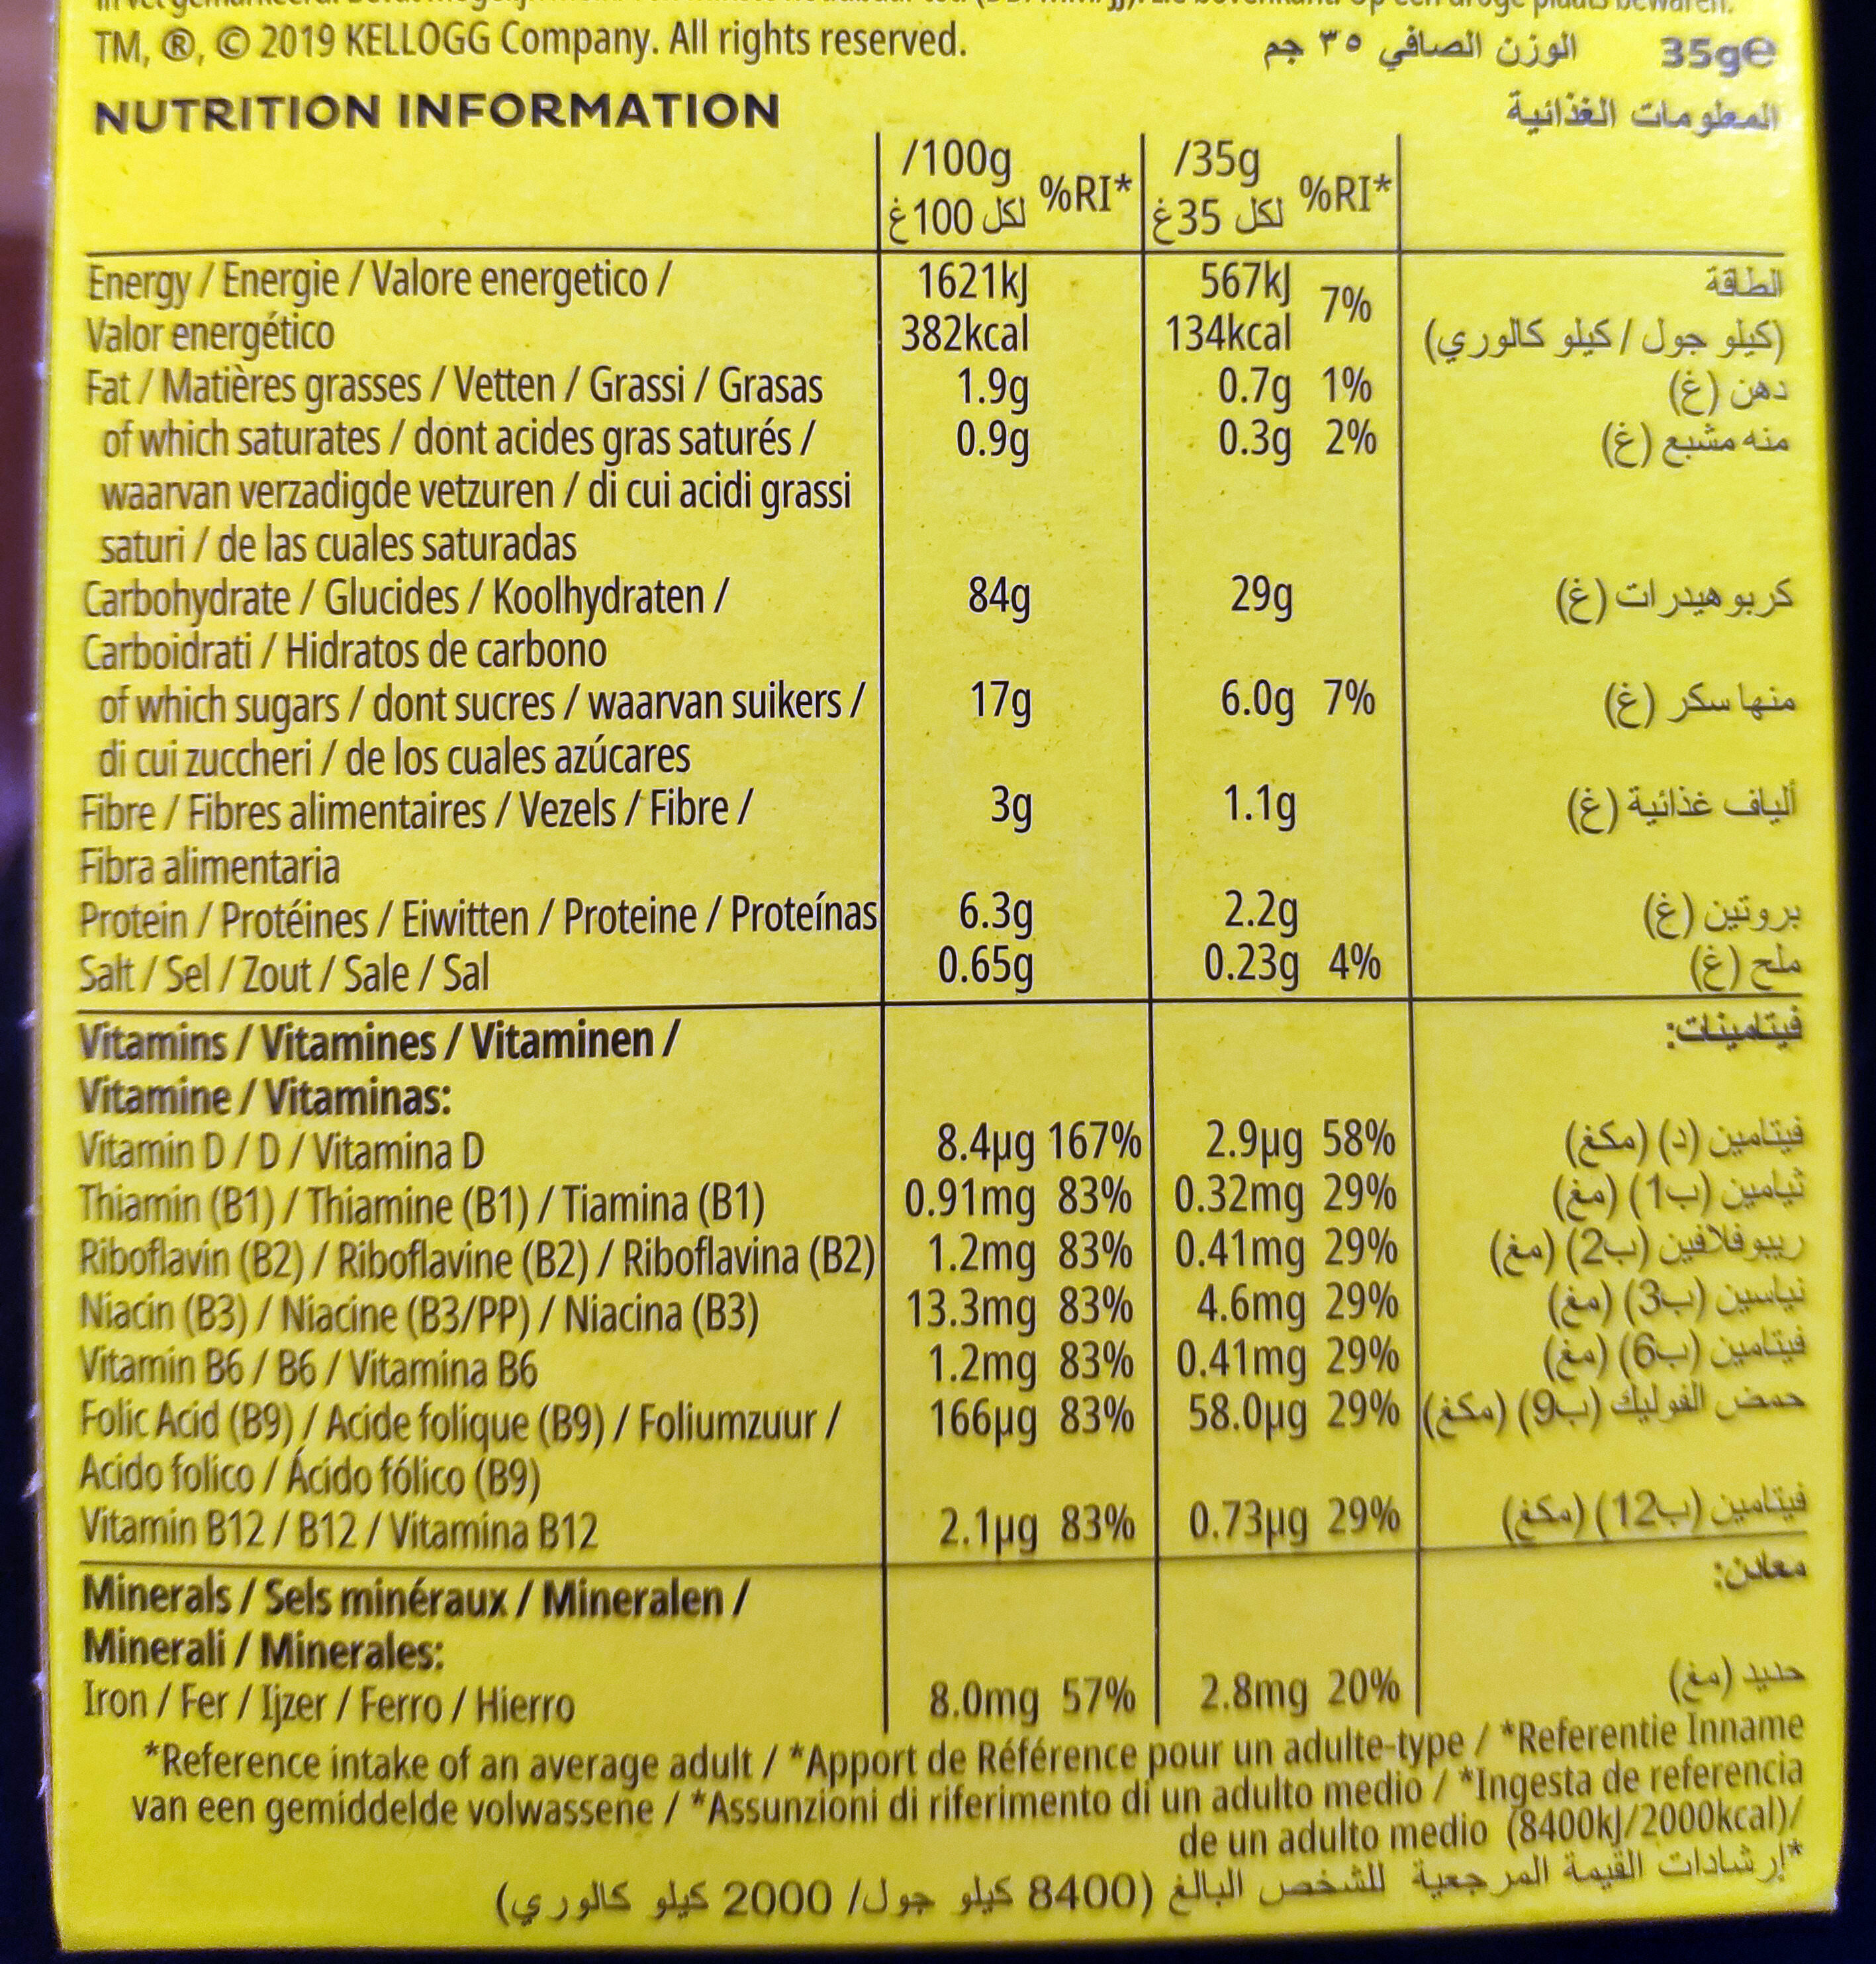 TM, ®, © 2019 KELLOGG Company. All rights reserved. الوزن الصافي ٣٥ جم 35ge
NUTRITION INFORMATION المعلومات الغذائية
/100g %RI* /35g %RI*
لكل 100غ لكل 35غ
Energy / Energie / Valore energetico / 1621kJ 567kJ 7% الطاقة
Valor energético 382kcal 134kcal (كيلو جول / كيلو كالوري)
Fat / Matières grasses / Vetten / Grassi / Grasas 1.9g 0.7g 1% دهن (غ)
of which saturates / dont acides gras saturés / 0.9g 0.3g 2% منه مشبع (غ)
waarvan verzadigde vetzuren / di cui acidi grassi
saturi / de las cuales saturadas
Carbohydrate / Glucides / Koolhydraten / 84g 29g كربوهيدرات (غ)
Carboidrati / Hidratos de carbono
of which sugars / dont sucres / waarvan suikers / 17g 6.0g 7% منها سكر (غ)
di cui zuccheri / de los cuales azúcares
Fibre / Fibres alimentaires / Vezels / Fibre / 3g 1.1g ألياف غذائية (غ)
Fibra alimentaria
Protein / Protéines / Eiwitten / Proteine / Proteínas 6.3g 2.2g بروتين (غ)
Salt / Sel / Zout / Sale / Sal 0.65g 0.23g 4% ملح (غ)
Vitamins / Vitamines / Vitaminen / فيتامينات:
Vitamine / Vitaminas:
Vitamin D / D / Vitamina D 8.4µg 167% 2.9µg 58% فيتامين (د) (مكغ)
Thiamin (B1) / Thiamine (B1) / Tiamina (B1) 0.91mg 83% 0.32mg 29% ثيامين (ب1) (مغ)
Riboflavin (B2) / Riboflavine (B2) / Riboflavina (B2) 1.2mg 83% 0.41mg 29% ريبوفلافين (ب2) (مغ)
Niacin (B3) / Niacine (B3/PP) / Niacina (B3) 13.3mg 83% 4.6mg 29% نياسين (ب3) (مغ)
Vitamin B6 / B6 / Vitamina B6 1.2mg 83% 0.41mg 29% فيتامين (ب6) (مغ)
Folic Acid (B9) / Acide folique (B9) / Foliumzuur / 166µg 83% 58.0µg 29% حمض الفوليك (ب9) (مكغ)
Acido folico / Ácido fólico (B9)
Vitamin B12 / B12 / Vitamina B12 2.1µg 83% 0.73µg 29% فيتامين (ب12) (مكغ)
Minerals / Sels minéraux / Mineralen / معادن:
Minerali / Minerales:
Iron / Fer / Ijzer / Ferro / Hierro 8.0mg 57% 2.8mg 20% حديد (مغ)
*Reference intake of an average adult / *Apport de Référence pour un adulte-type / *Referentie Inname
van een gemiddelde volwassene / *Assunzioni di riferimento di un adulto medio / *Ingesta de referencia
de un adulto medio (8400kJ/2000kcal)/
*إرشادات القيمة المرجعية للشخص البالغ (8400 كيلو جول/ 2000 كيلو كالوري)